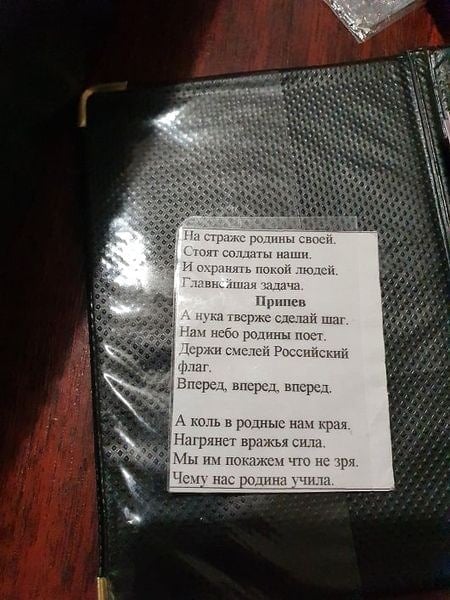 На страже родины своей.
Стоят солдаты наши.
И охранять покой людей.
Главнейшая задача.
Припев
А нука тверже сделай шаг.
Нам небо родины поет.
Держи смелей Российский
флаг.
Вперед, вперед, вперед.
А коль в родные нам края.
Нагрянет вражья сила.
Мы им покажем что не зря.
Чему нас родина учила.